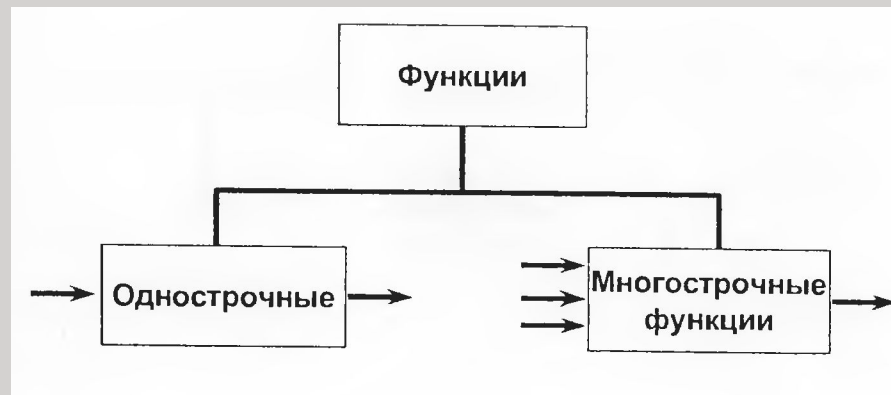 Функции
Однострочные
Многострочные
функции